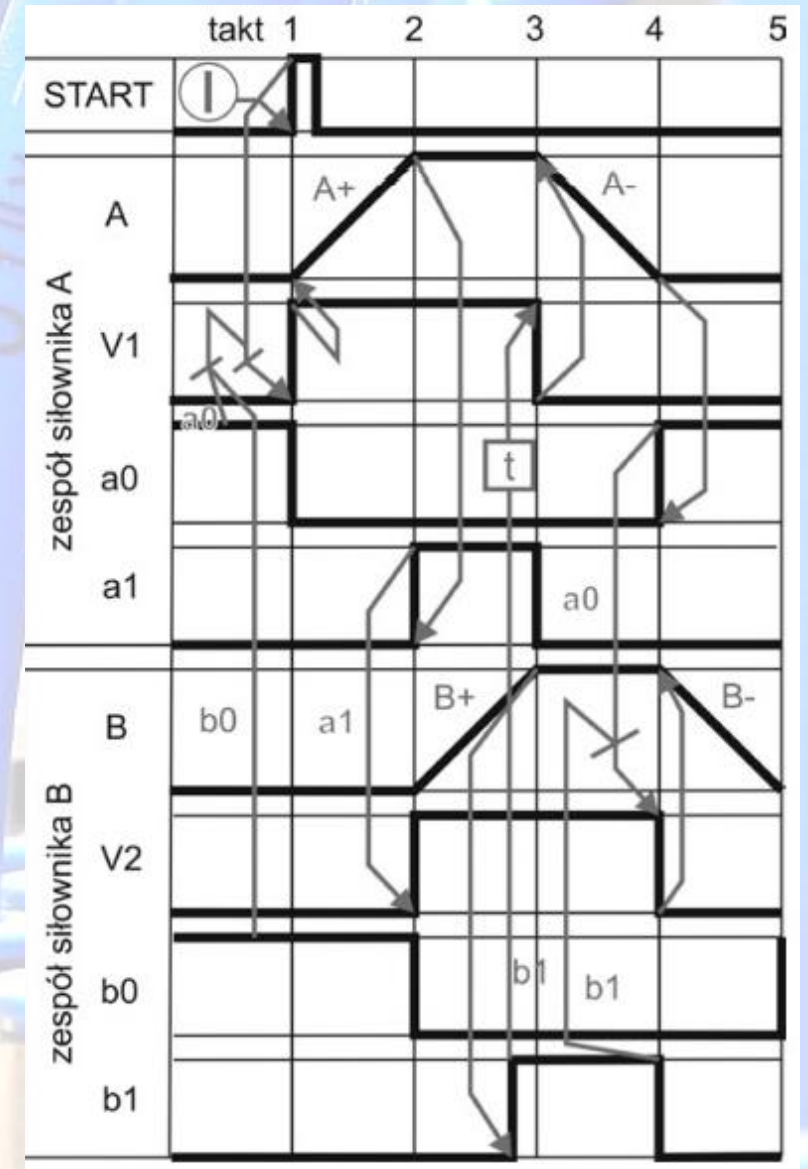 takt 1 2 3 4 5
START
A
A+
A-
zespół siłownika A
V1
a0
a0
t
a1
a0
B
b0
a1
B+
B-
zespół siłownika B
V2
b0
b1
b1
b1